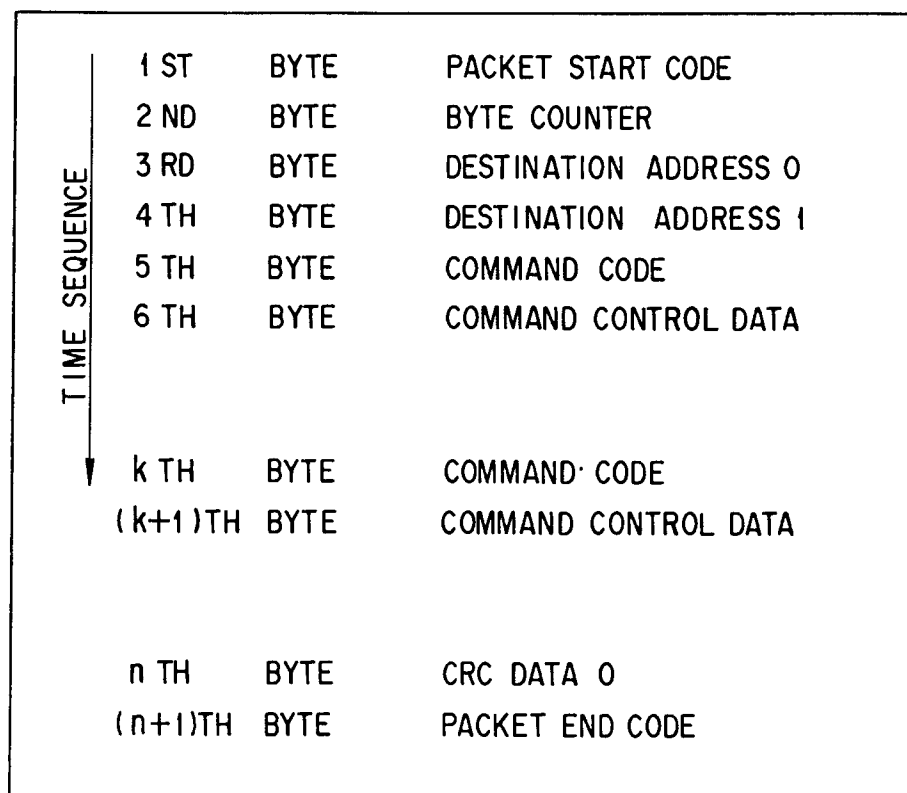 1 ST BYTE PACKET START CODE
2 ND BYTE BYTE COUNTER
3 RD BYTE DESTINATION ADDRESS 0
4 TH BYTE DESTINATION ADDRESS 1
5 TH BYTE COMMAND CODE
6 TH BYTE COMMAND CONTROL DATA
TIME SEQUENCE
k TH BYTE COMMAND CODE
(k+1)TH BYTE COMMAND CONTROL DATA
n TH BYTE CRC DATA 0
(n+1)TH BYTE PACKET END CODE